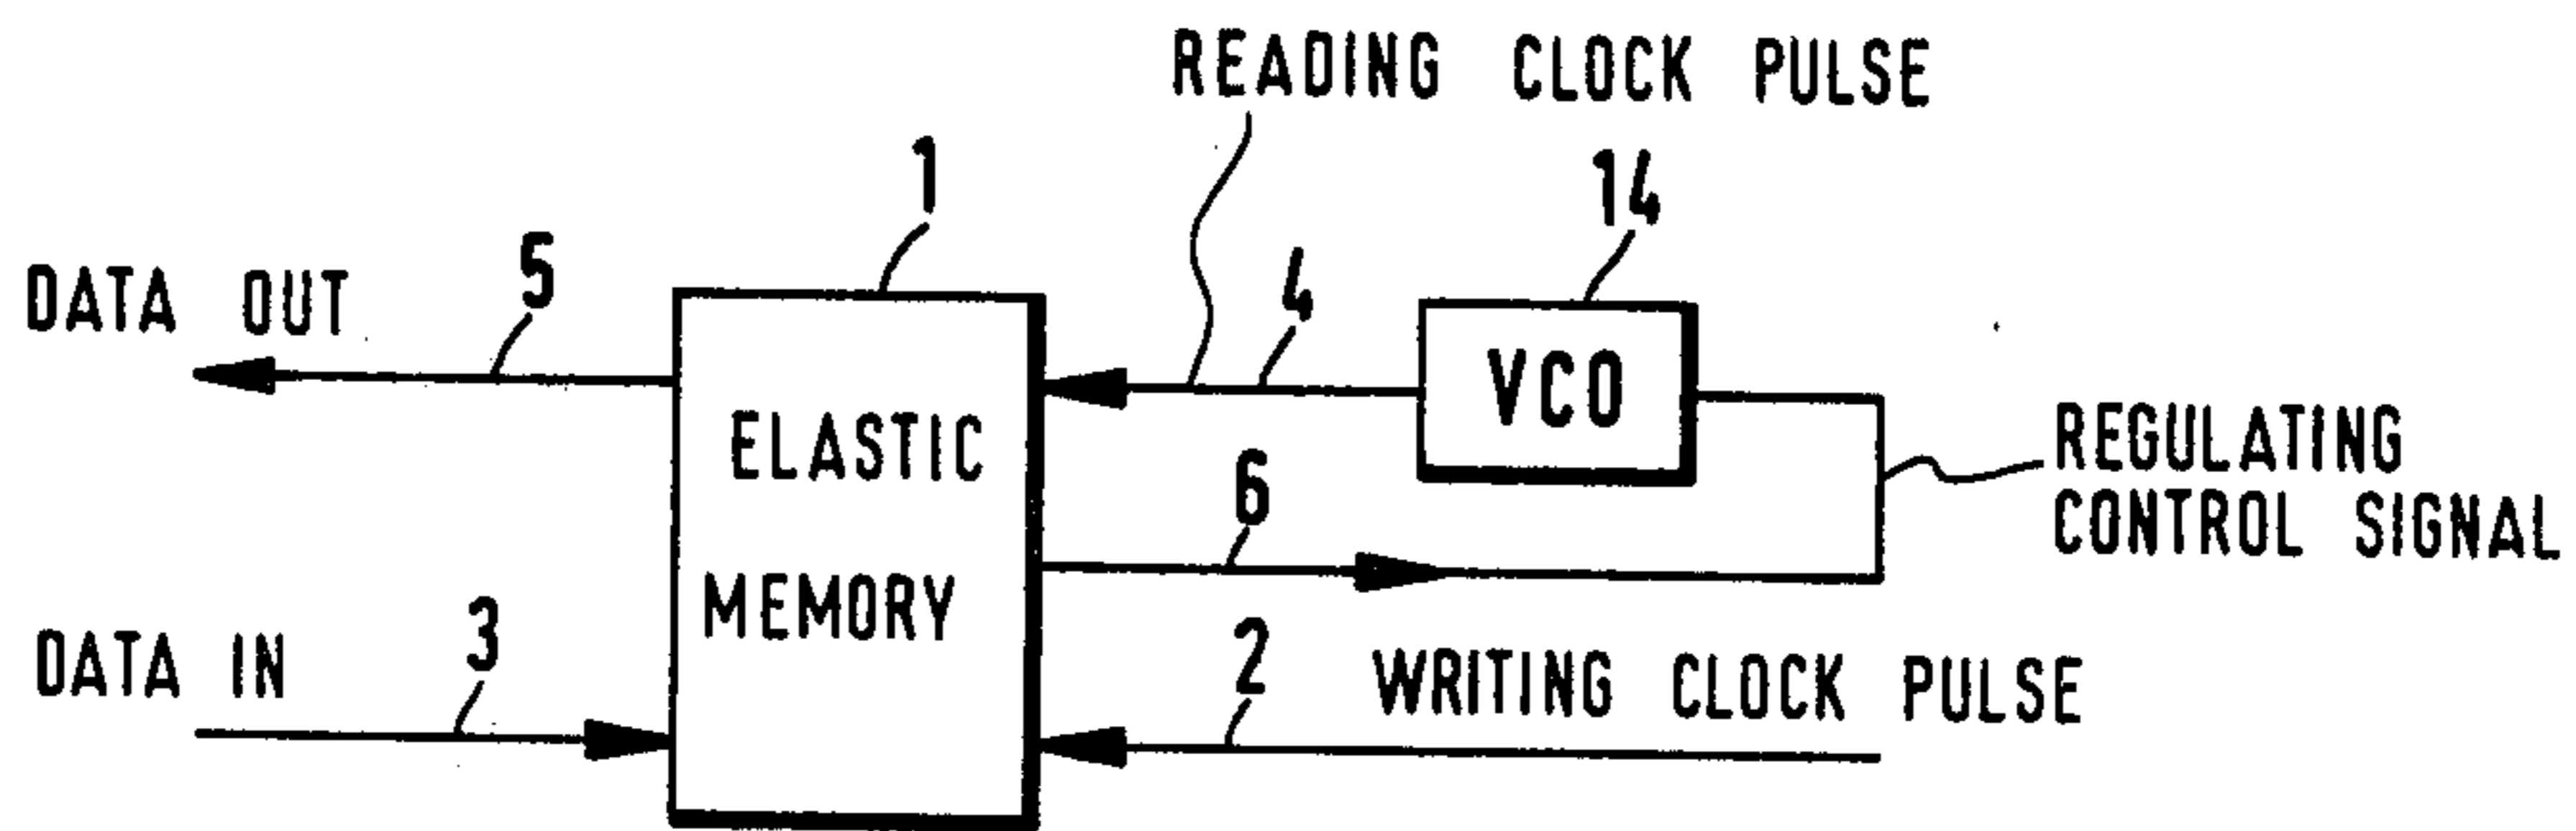 READING CLOCK PULSE
1
14
DATA OUT
5
4
VCO
ELASTIC
MEMORY
6
REGULATING
CONTROL SIGNAL
DATA IN
3
2
WRITING CLOCK PULSE